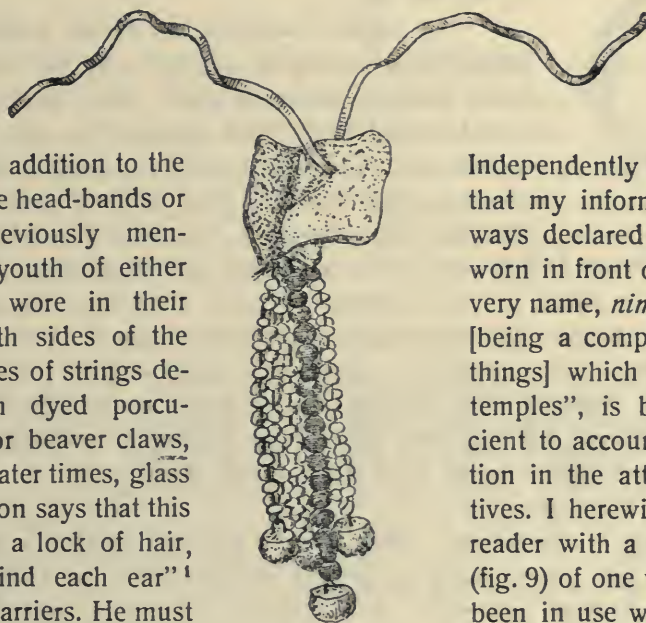 addition to the
e head-bands or
eviously men-
youth of either
wore in their
th sides of the
es of strings de-
n dyed porcu-
or beaver claws,
ater times, glass
on says that this
a lock of hair,
ind each ear" ¹
arriers. He must
Independently
that my inform
ways declared
worn in front o
very name, nim
[being a comp
things] which
temples", is b
cient to accoun
tion in the att
tives. I herewi
reader with a
(fig. 9) of one
been in use w